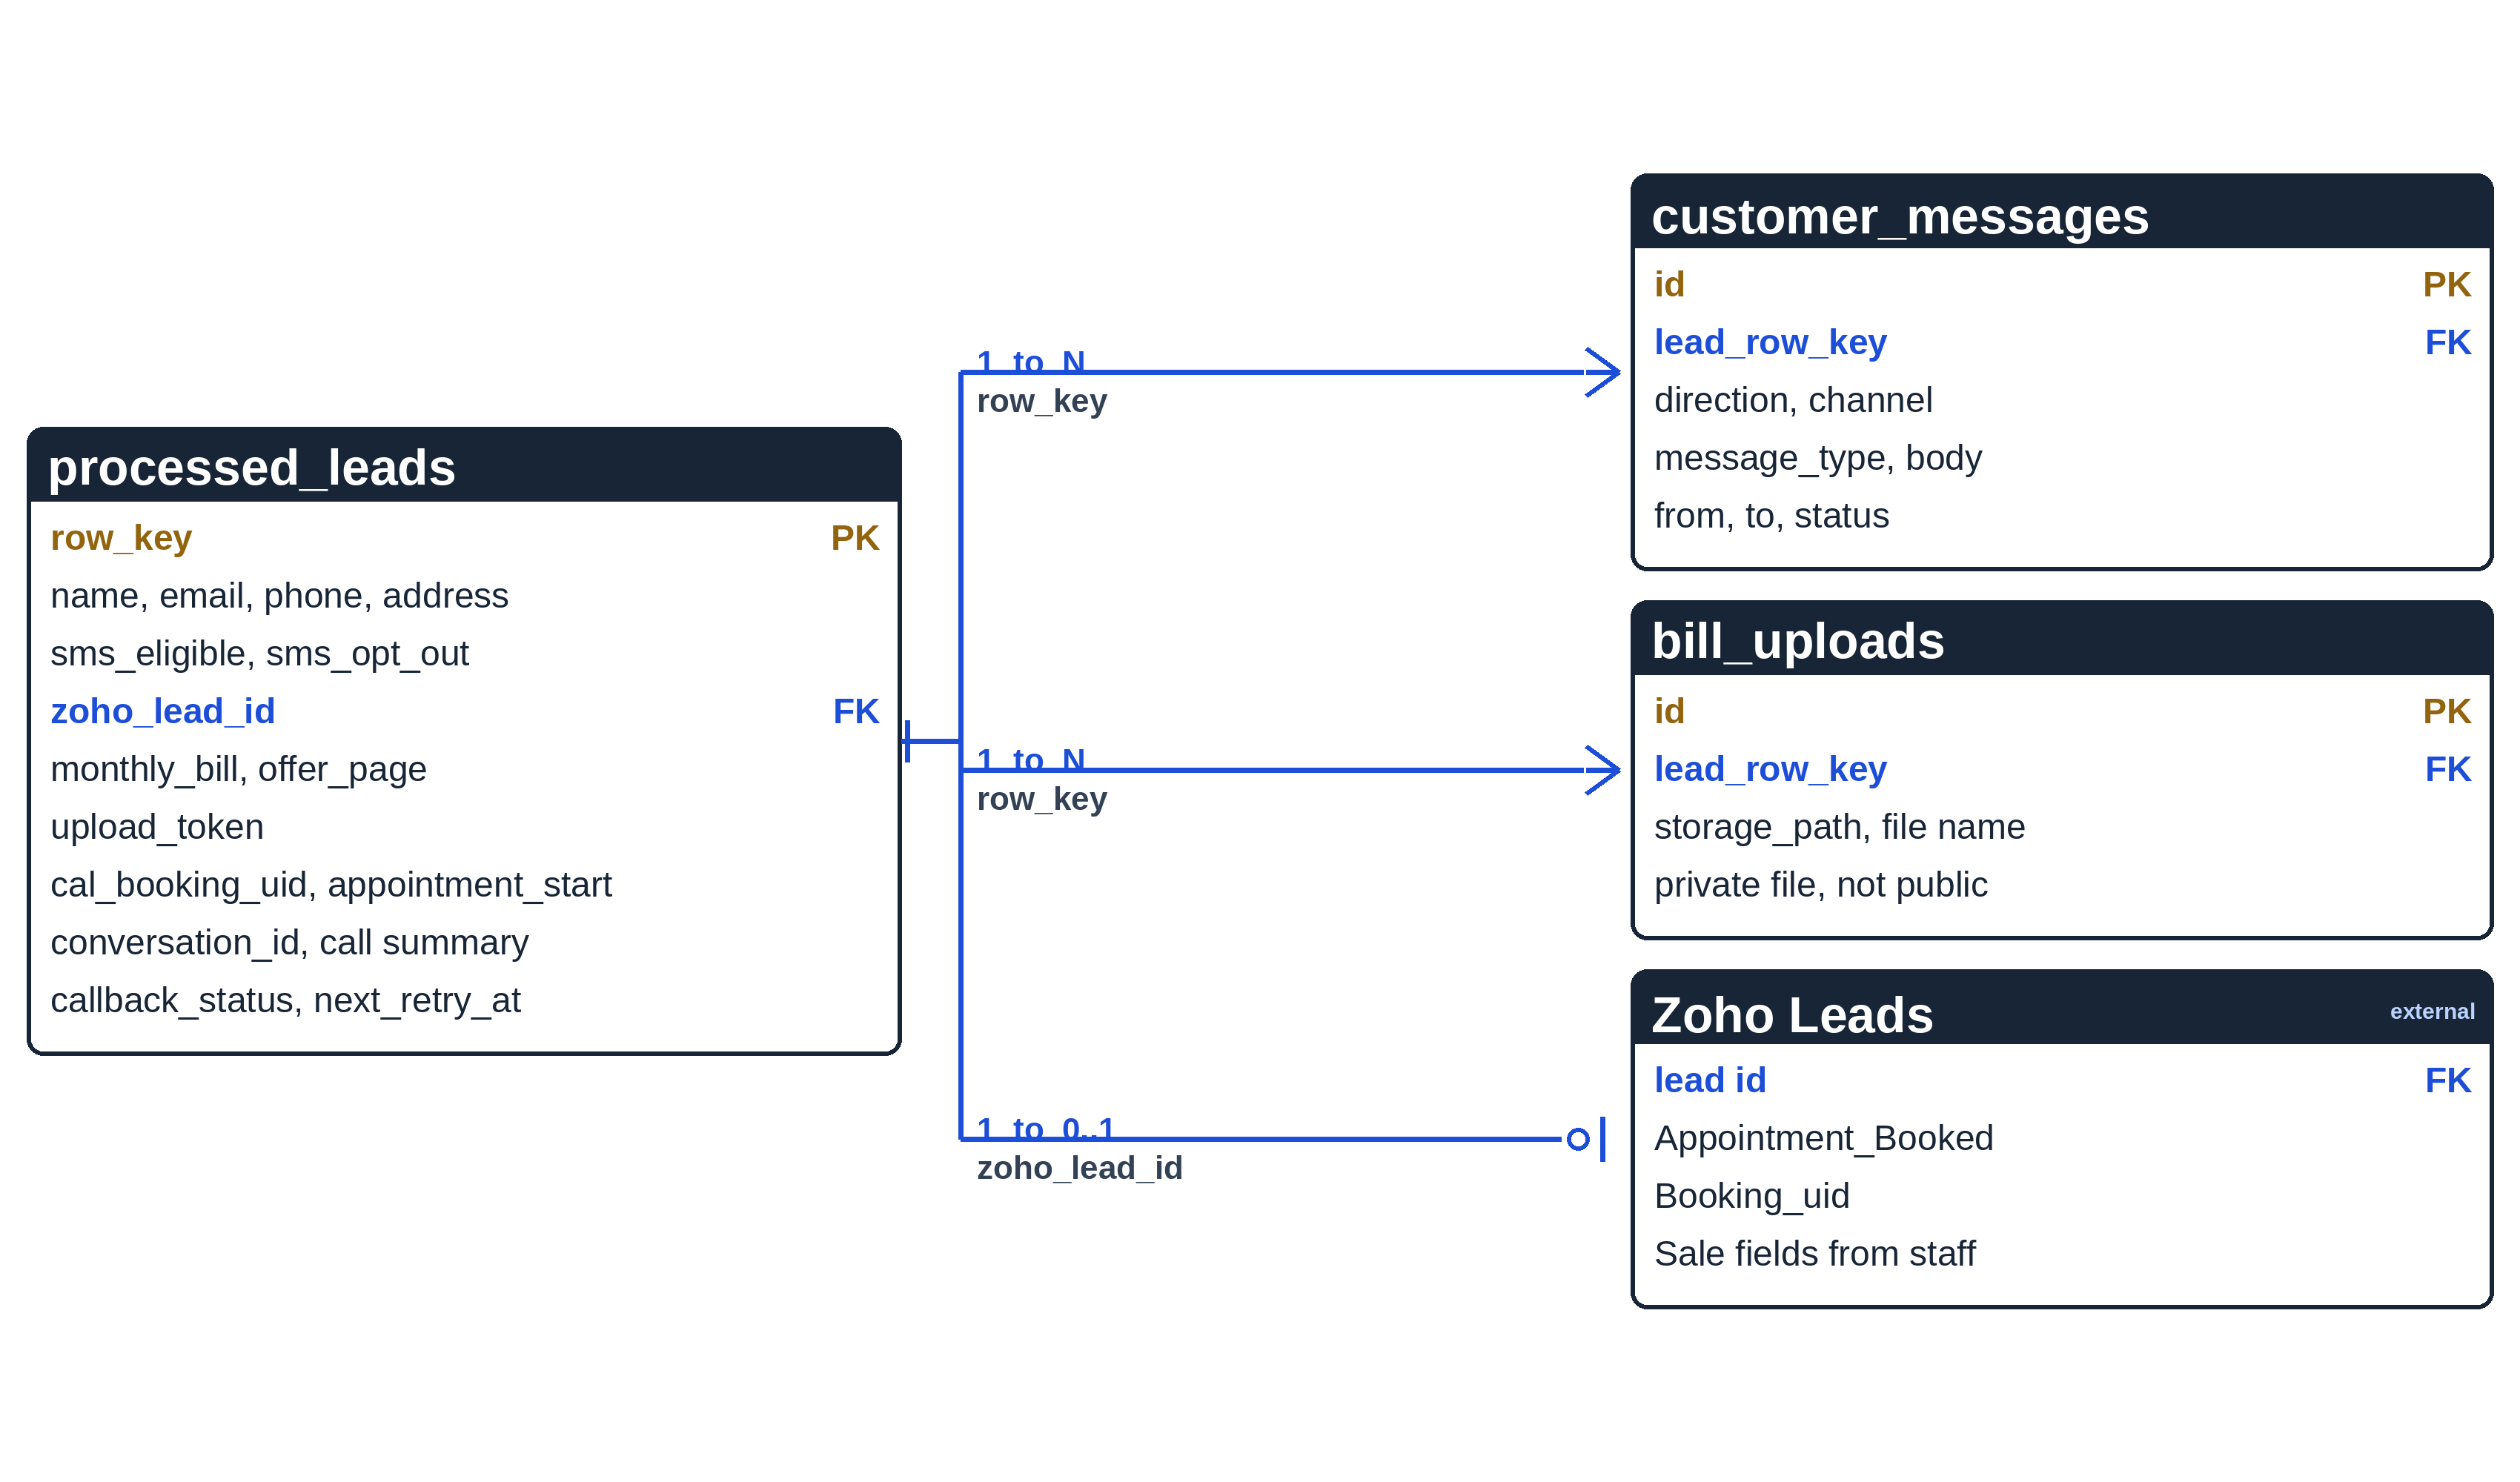 processed_leads
row_key PK
name, email, phone, address
sms_eligible, sms_opt_out
zoho_lead_id FK
monthly_bill, offer_page
upload_token
cal_booking_uid, appointment_start
conversation_id, call summary
callback_status, next_retry_at
1 to N
row_key
1 to N
row_key
1 to 0..1
zoho_lead_id
customer_messages
id PK
lead_row_key FK
direction, channel
message_type, body
from, to, status
bill_uploads
id PK
lead_row_key FK
storage_path, file name
private file, not public
Zoho Leads external
lead id FK
Appointment_Booked
Booking_uid
Sale fields from staff